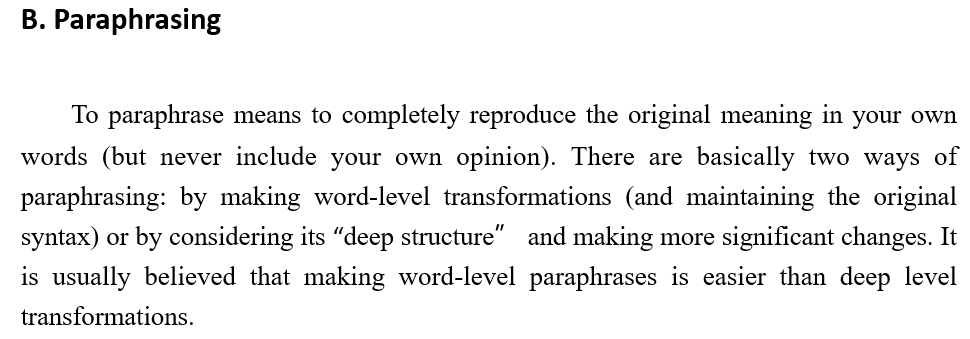 B. Paraphrasing
To paraphrase means to completely reproduce the original meaning in your own
words (but never include your own opinion). There are basically two ways of
paraphrasing: by making word-level transformations (and maintaining the original
syntax) or by considering its “deep structure” and making more significant changes. It
is usually believed that making word-level paraphrases is easier than deep level
transformations.